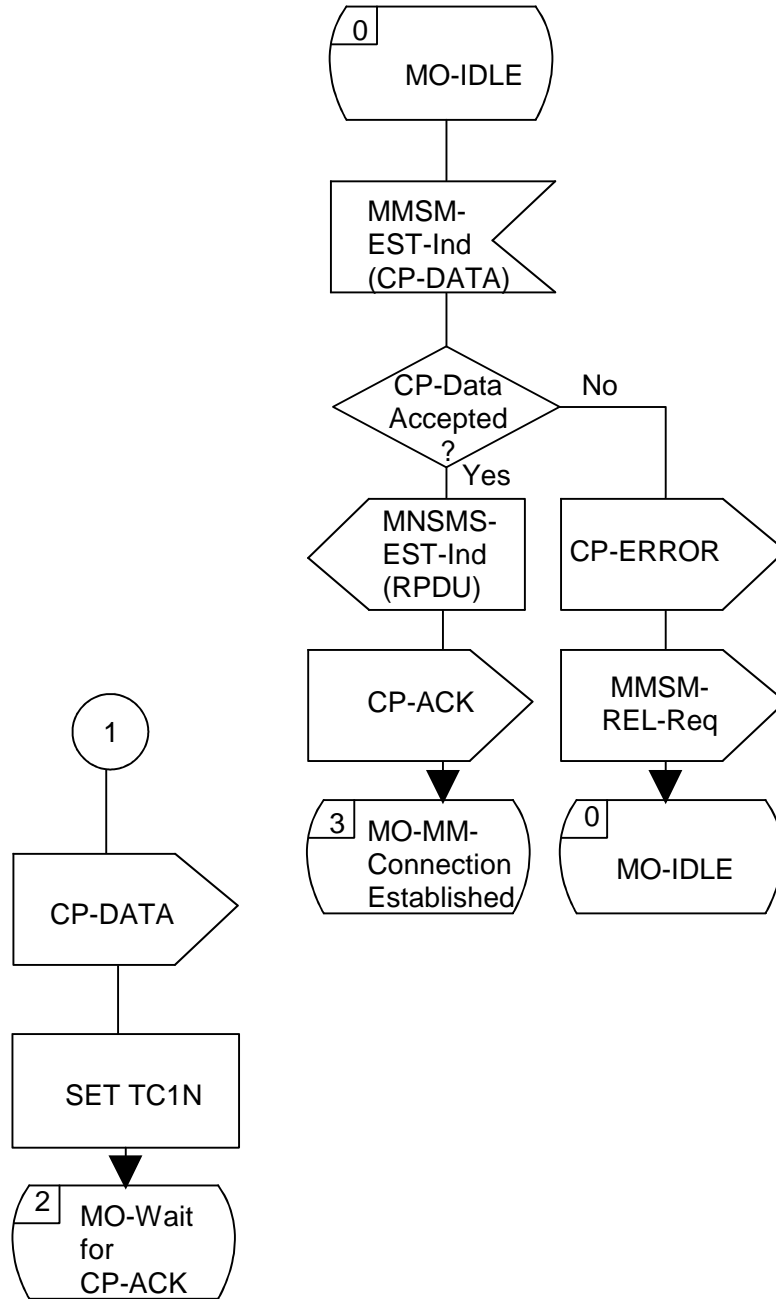 0
MO-IDLE
MMSM-
EST-Ind
(CP-DATA)
CP-Data
Accepted
?
No
Yes
MNSMS-
EST-Ind
(RPDU)
CP-ERROR
CP-ACK
MMSM-
REL-Req
3
MO-MM-
Connection
Established
0
MO-IDLE
1
CP-DATA
SET TC1N
2
MO-Wait
for
CP-ACK